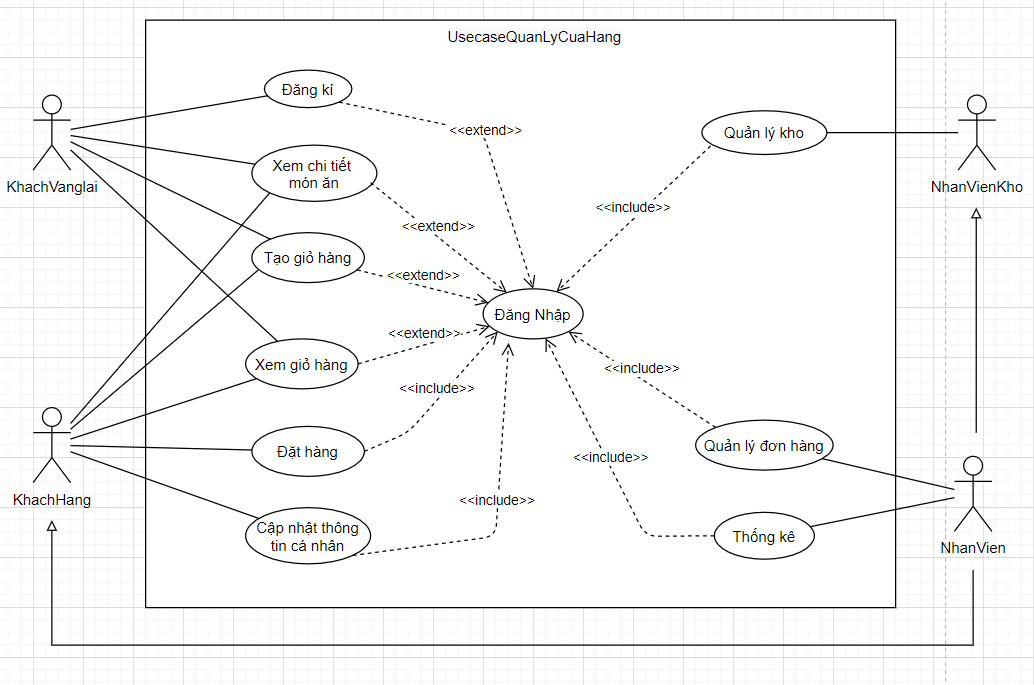 UsecaseQuanLyCuaHang
Đăng kí
<<extend>>
Quản lý kho
Xem chi tiết
món ăn
KhachVanglai
NhanVienKho
<<include>>
<<extend>>
Tạo giỏ hàng
<<extend>>
Đăng Nhập
<<extend>>
Xem giỏ hàng
<<include>>
<<include>>
Đặt hàng
Quản lý đơn hàng
<<include>>
KhachHang
<<include>>
Cập nhật thông
tin cá nhân
Thống kê
NhanVien